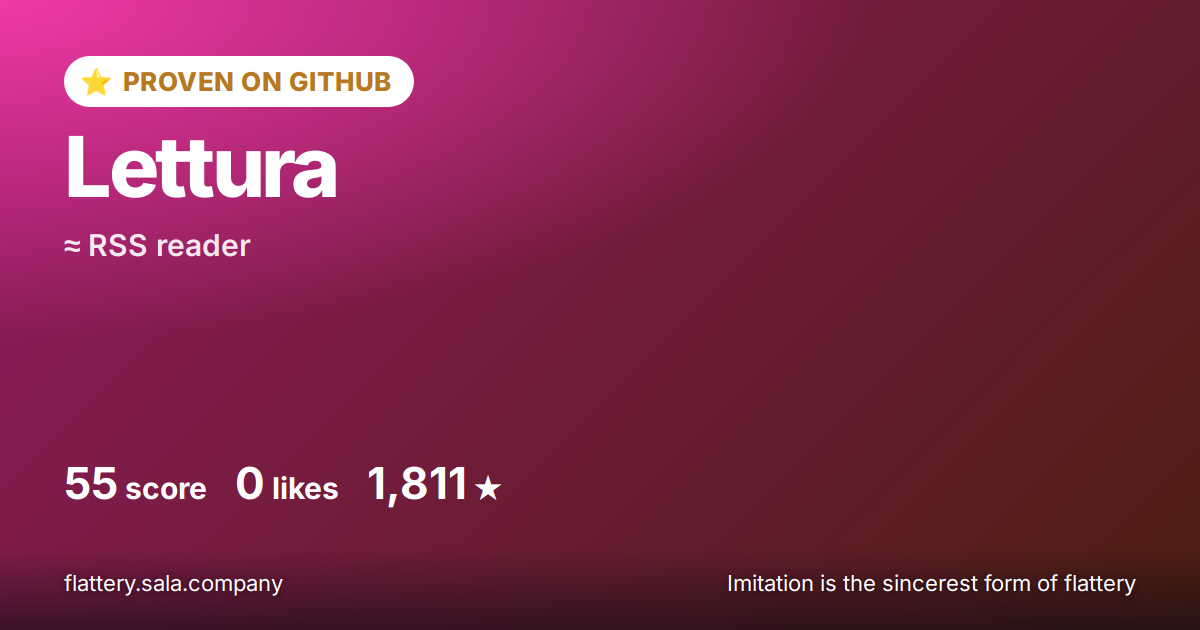 ⭐ PROVEN ON GITHUB
Lettura
≈ RSS reader
55 score 0 likes 1,811 ★
flattery.sala.company
Imitation is the sincerest form of flattery